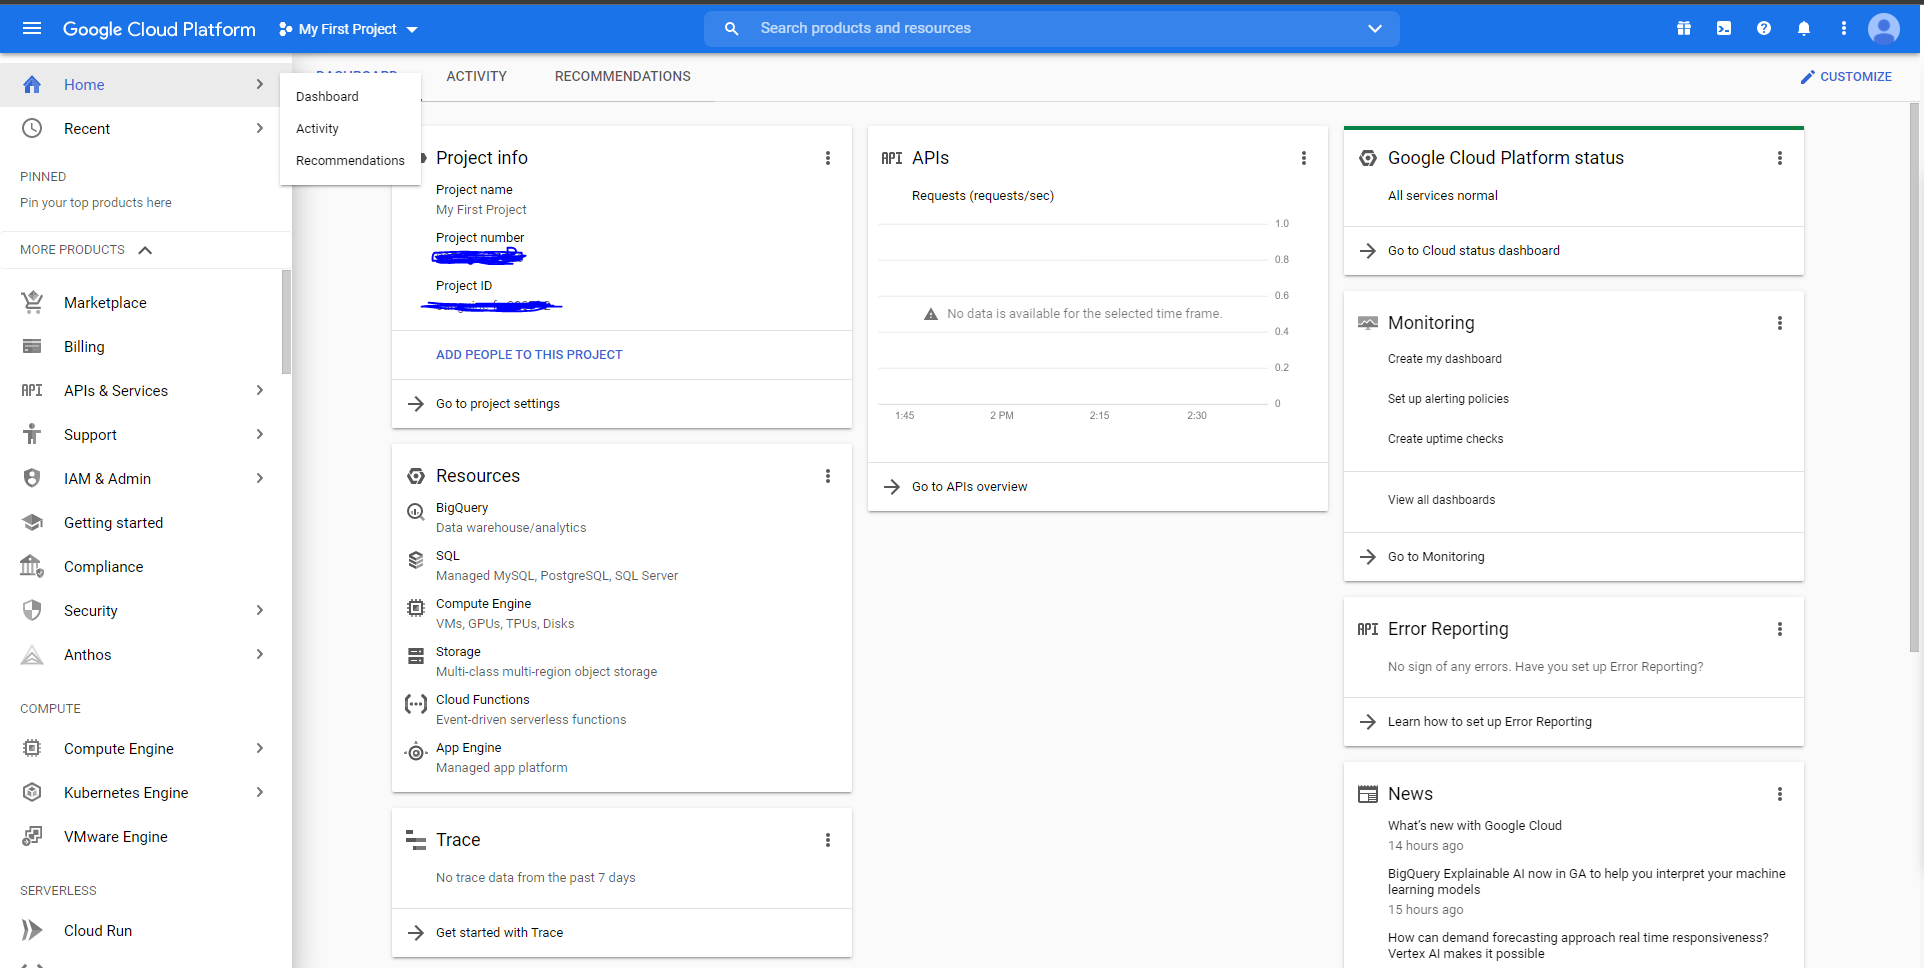 Google Cloud Platform
My First Project
Search products and resources
Home
Recent
PINNED
Pin your top products here
MORE PRODUCTS
Marketplace
Billing
API APIs & Services
Support
IAM & Admin
Getting started
Compliance
Security
Anthos
COMPUTE
Compute Engine
Kubernetes Engine
VMware Engine
SERVERLESS
Cloud Run
Dashboard
Activity
Recommendations
DASHBOARD
ACTIVITY
RECOMMENDATIONS
CUSTOMIZE
Project info
Project name
My First Project
Project number
Project ID
ADD PEOPLE TO THIS PROJECT
Go to project settings
Resources
BigQuery
Data warehouse/analytics
SQL
Managed MySQL, PostgreSQL, SQL Server
Compute Engine
VMs, GPUs, TPUs, Disks
Storage
Multi-class multi-region object storage
Cloud Functions
Event-driven serverless functions
App Engine
Managed app platform
Trace
No trace data from the past 7 days
Get started with Trace
API APIs
Requests (requests/sec)
1.0
0.8
0.6
No data is available for the selected time frame.
0.4
0.2
0
1:45 2 PM 2:15 2:30
Go to APIs overview
Google Cloud Platform status
All services normal
Go to Cloud status dashboard
Monitoring
Create my dashboard
Set up alerting policies
Create uptime checks
View all dashboards
Go to Monitoring
API Error Reporting
No sign of any errors. Have you set up Error Reporting?
Learn how to set up Error Reporting
News
What's new with Google Cloud
14 hours ago
BigQuery Explainable AI now in GA to help you interpret your machine
learning models
15 hours ago
How can demand forecasting approach real time responsiveness?
Vertex AI makes it possible